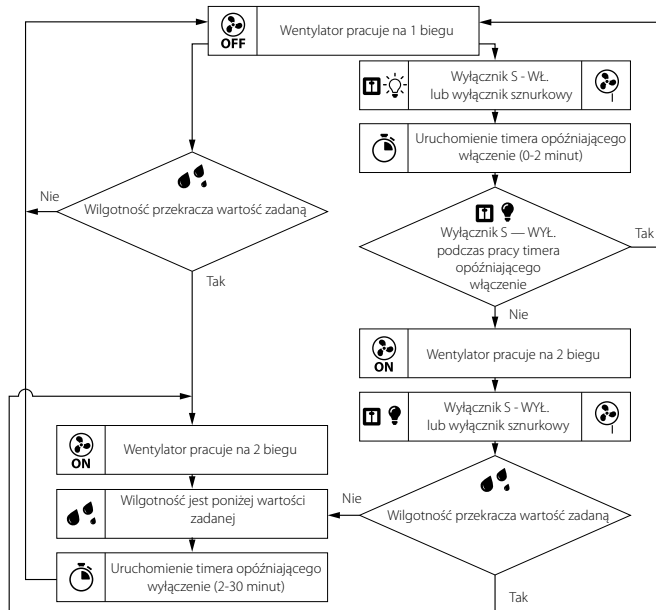 OFF
Wentylator pracuje na 1 biegu
Wyłącznik S - WŁ.
lub wyłącznik sznurkowy
Uruchomienie timera opóźniającego
włączenie (0-2 minut)
Nie
Wilgotność przekracza wartość zadaną
Tak
Wyłącznik S — WYŁ.
podczas pracy timera
opóźniającego
włączenie
Tak
Nie
ON
Wentylator pracuje na 2 biegu
Wyłącznik S - WYŁ.
lub wyłącznik sznurkowy
ON
Wentylator pracuje na 2 biegu
Wilgotność jest poniżej wartości
zadanej
Nie
Wilgotność przekracza wartość zadaną
Uruchomienie timera opóźniającego
wyłączenie (2-30 minut)
Tak